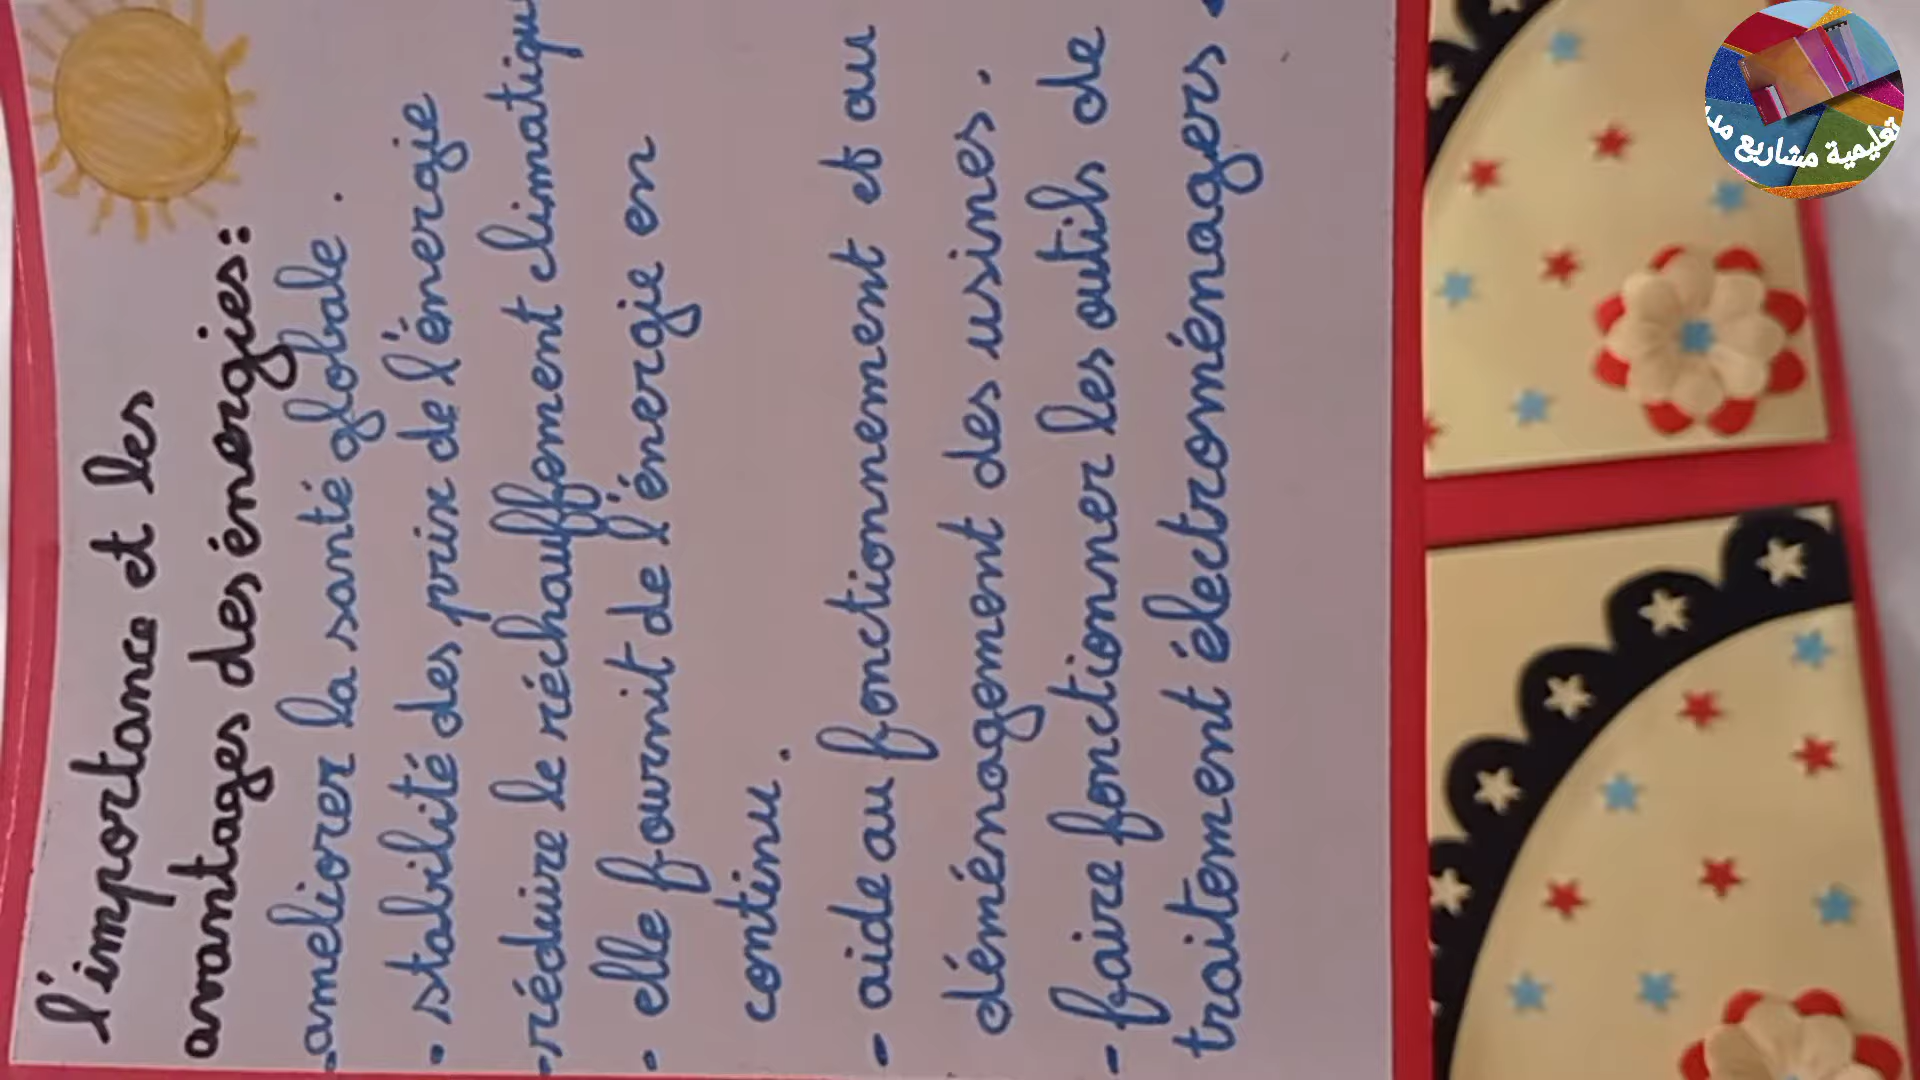 l'importance et les
avantages des énergies:
-améliorer la santé globale.
- stabilité des prix de l'énergie
-réduire le réchauffement climatiqu
- elle fournit de l'énergie en
continu.
- aide au fonctionnement et au
déménagement des usines.
- faire fonctionner les outils de
traitement électroménagers.
تعليمية مشاريع